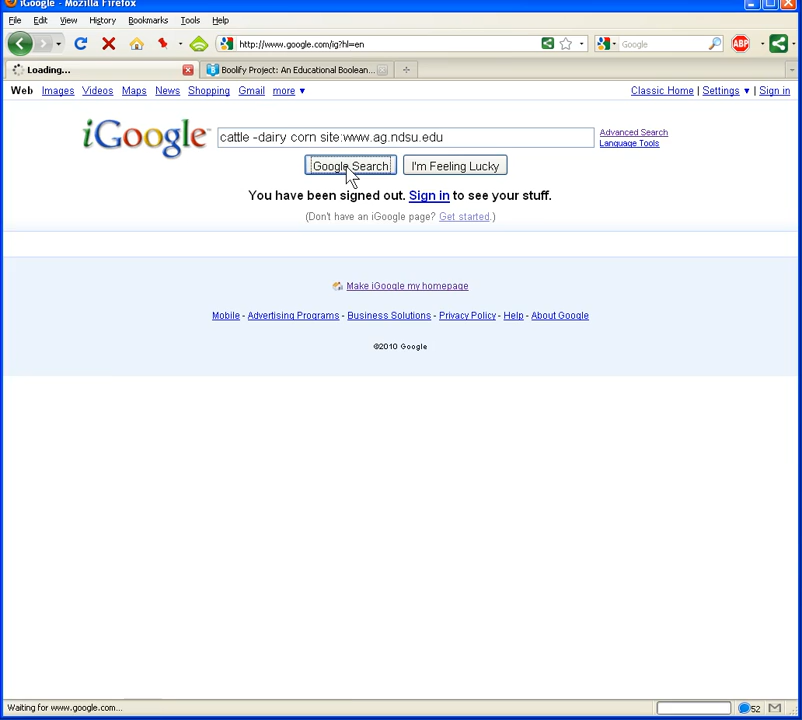 iGoogle - Mozilla Firefox
File Edit View History Bookmarks Tools Help
http://www.google.com/ig?hl=en Google ABP
Loading... Boolify Project: An Educational Boolean...
Web Images Videos Maps News Shopping Gmail more ▼ Classic Home | Settings ▼ | Sign in
iGoogle™ cattle -dairy corn site:www.ag.ndsu.edu Advanced Search
Language Tools
Google Search I'm Feeling Lucky
You have been signed out. Sign in to see your stuff.
(Don't have an iGoogle page? Get started.)
Make iGoogle my homepage
Mobile - Advertising Programs - Business Solutions - Privacy Policy - Help - About Google
©2010 Google
Waiting for www.google.com... 52